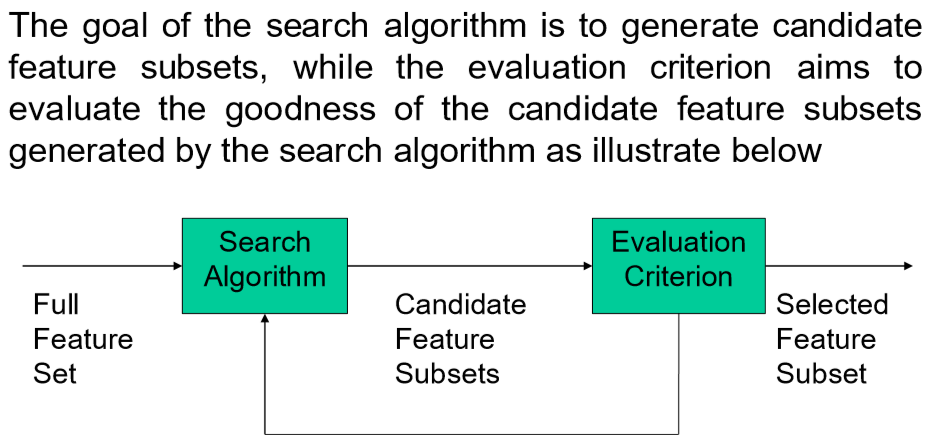 The goal of the search algorithm is to generate candidate
feature subsets, while the evaluation criterion aims to
evaluate the goodness of the candidate feature subsets
generated by the search algorithm as illustrate below
Search
Algorithm
Evaluation
Criterion
Full
Feature
Set
Candidate
Feature
Subsets
Selected
Feature
Subset